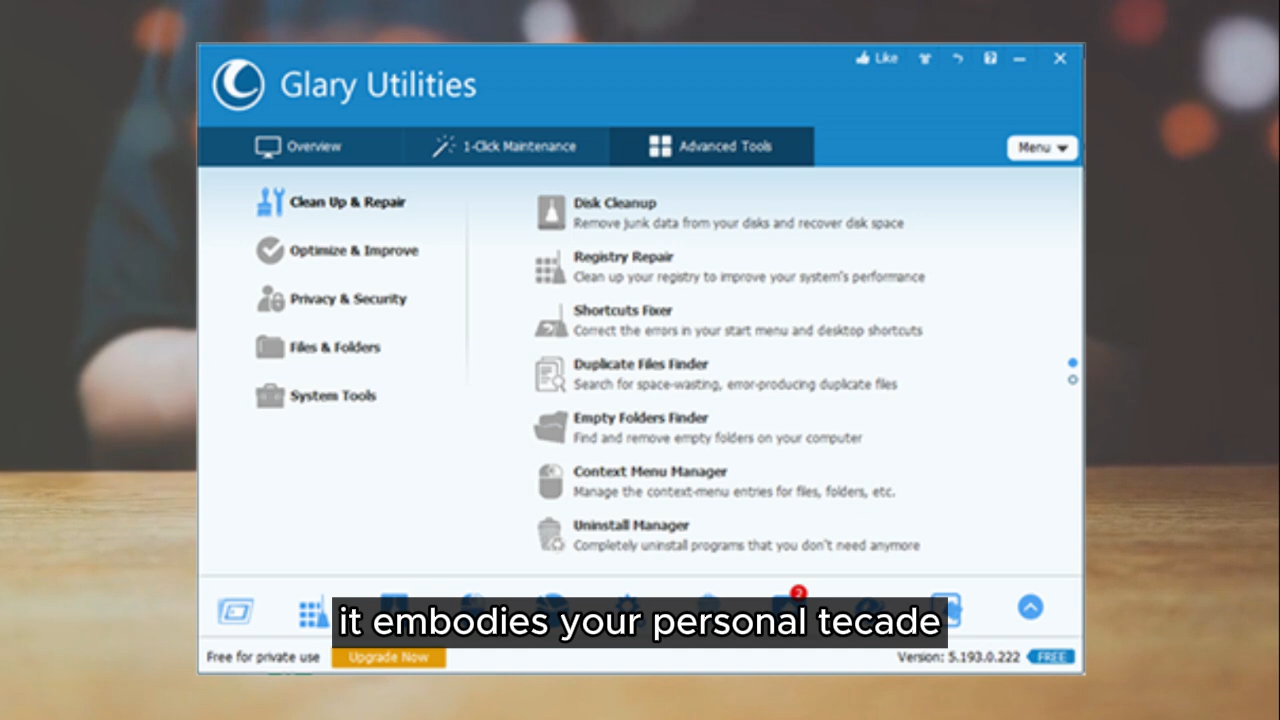 Like
Glary Utilities
Overview
1-Click Maintenance
Advanced Tools
Menu
Clean Up & Repair
Optimize & Improve
Privacy & Security
Files & Folders
System Tools
Disk Cleanup
Remove junk data from your disks and recover disk space
Registry Repair
Clean up your registry to improve your system's performance
Shortcuts Fixer
Correct the errors in your start menu and desktop shortcuts
Duplicate Files Finder
Search for space-wasting, error-producing duplicate files
Empty Folders Finder
Find and remove empty folders on your computer
Context Menu Manager
Manage the context-menu entries for files, folders, etc.
Uninstall Manager
Completely uninstall programs that you don't need anymore
2
it embodies your personal tecade
Free for private use
Upgrade Now
Version: 5.193.0.222
FREE